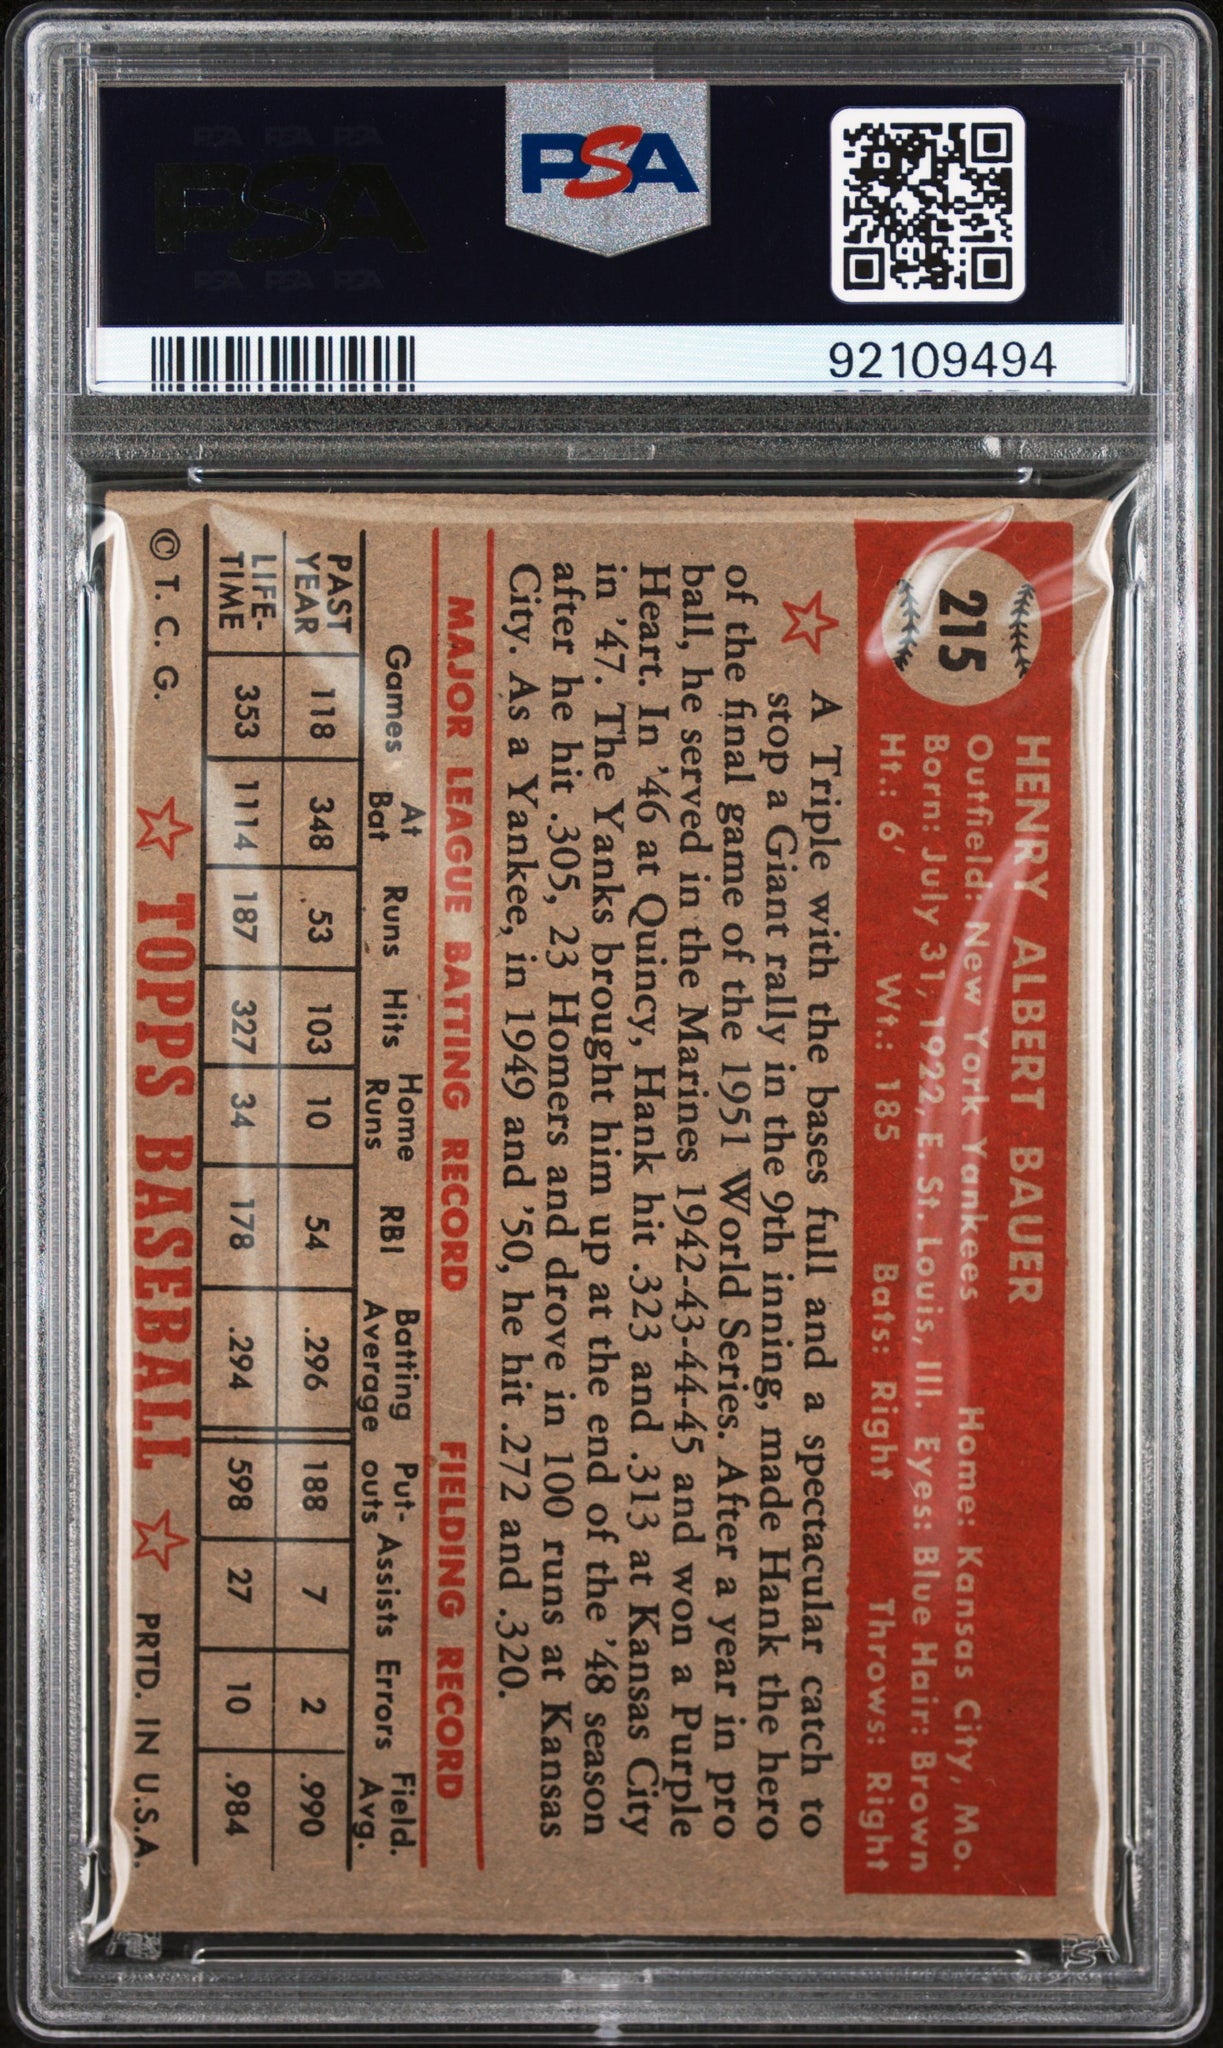 PSA PSA PSA
PSA
PSA PSA PSA
PSA
92109494
215
HENRY ALBERT BAUER
Outfield: New York Yankees Home: Kansas City, Mo.
Born: July 31, 1922, E. St. Louis, Ill. Eyes: Blue Hair: Brown
Ht.: 6' Wt.: 185 Bats: Right Throws: Right
A Triple with the bases full and a spectacular catch to
stop a Giant rally in the 9th inning, made Hank the hero
of the final game of the 1951 World Series. After a year in pro
ball, he served in the Marines 1942-43-44-45 and won a Purple
Heart. In '46 at Quincy, Hank hit .323 and .313 at Kansas City
in '47. The Yanks brought him up at the end of the '48 season
after he hit .305, 23 Homers and drove in 100 runs at Kansas
City. As a Yankee, in 1949 and '50, he hit .272 and .320.
MAJOR LEAGUE BATTING RECORD FIELDING RECORD
Games At Bat Runs Hits Home Runs RBI Batting Average Put-outs Assists Errors Field. Avg.
PAST YEAR 118 348 53 103 10 54 .296 188 7 2 .990
LIFE-TIME 353 1114 187 327 34 178 .294 598 27 10 .984
© T. C. G. TOPPS BASEBALL PRTD. IN U.S.A.
PSA